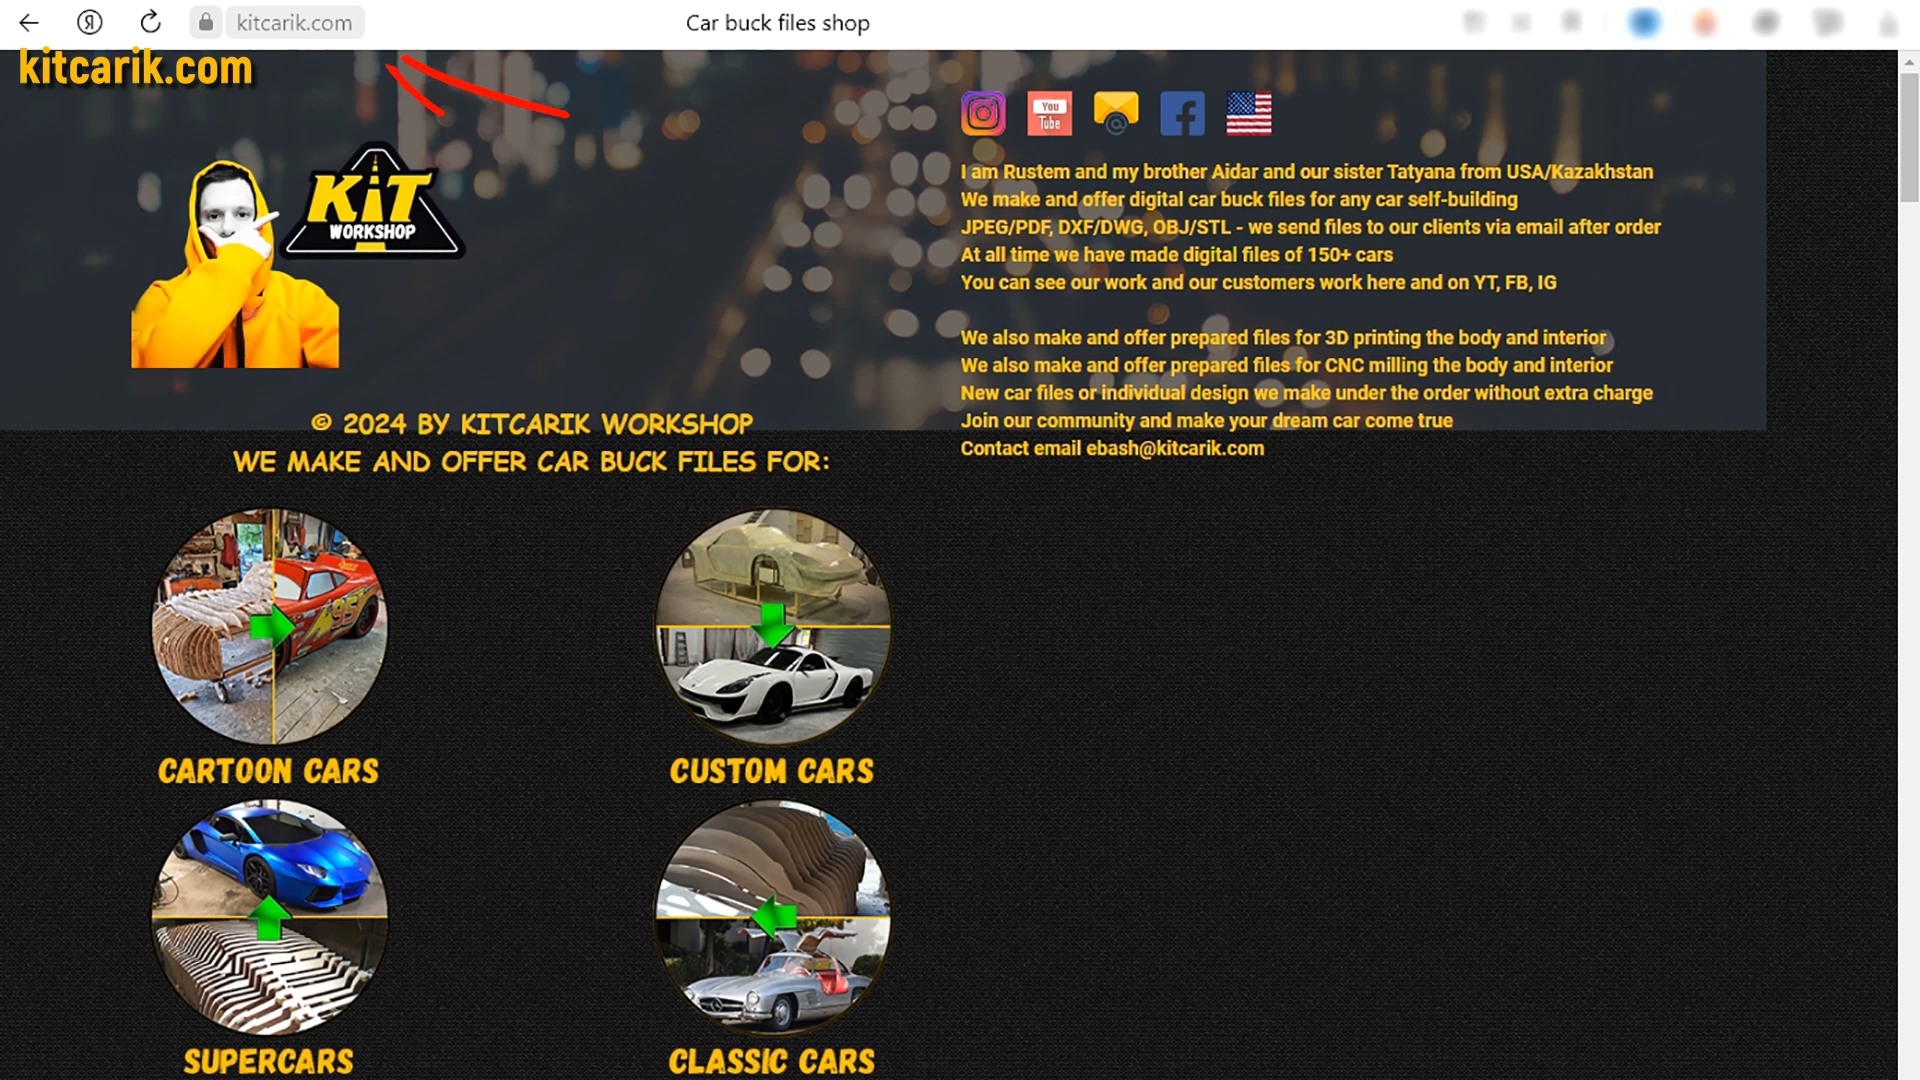 kitcarik.com
Car buck files shop
kitcarik.com
You
Tube
KIT
WORKSHOP
I am Rustem and my brother Aidar and our sister Tatyana from USA/Kazakhstan
We make and offer digital car buck files for any car self-building
JPEG/PDF, DXF/DWG, OBJ/STL - we send files to our clients via email after order
At all time we have made digital files of 150+ cars
You can see our work and our customers work here and on YT, FB, IG
We also make and offer prepared files for 3D printing the body and interior
We also make and offer prepared files for CNC milling the body and interior
New car files or individual design we make under the order without extra charge
Join our community and make your dream car come true
Contact email ebash@kitcarik.com
© 2024 BY KITCARIK WORKSHOP
WE MAKE AND OFFER CAR BUCK FILES FOR:
95
CARTOON CARS
CUSTOM CARS
SUPERCARS
CLASSIC CARS